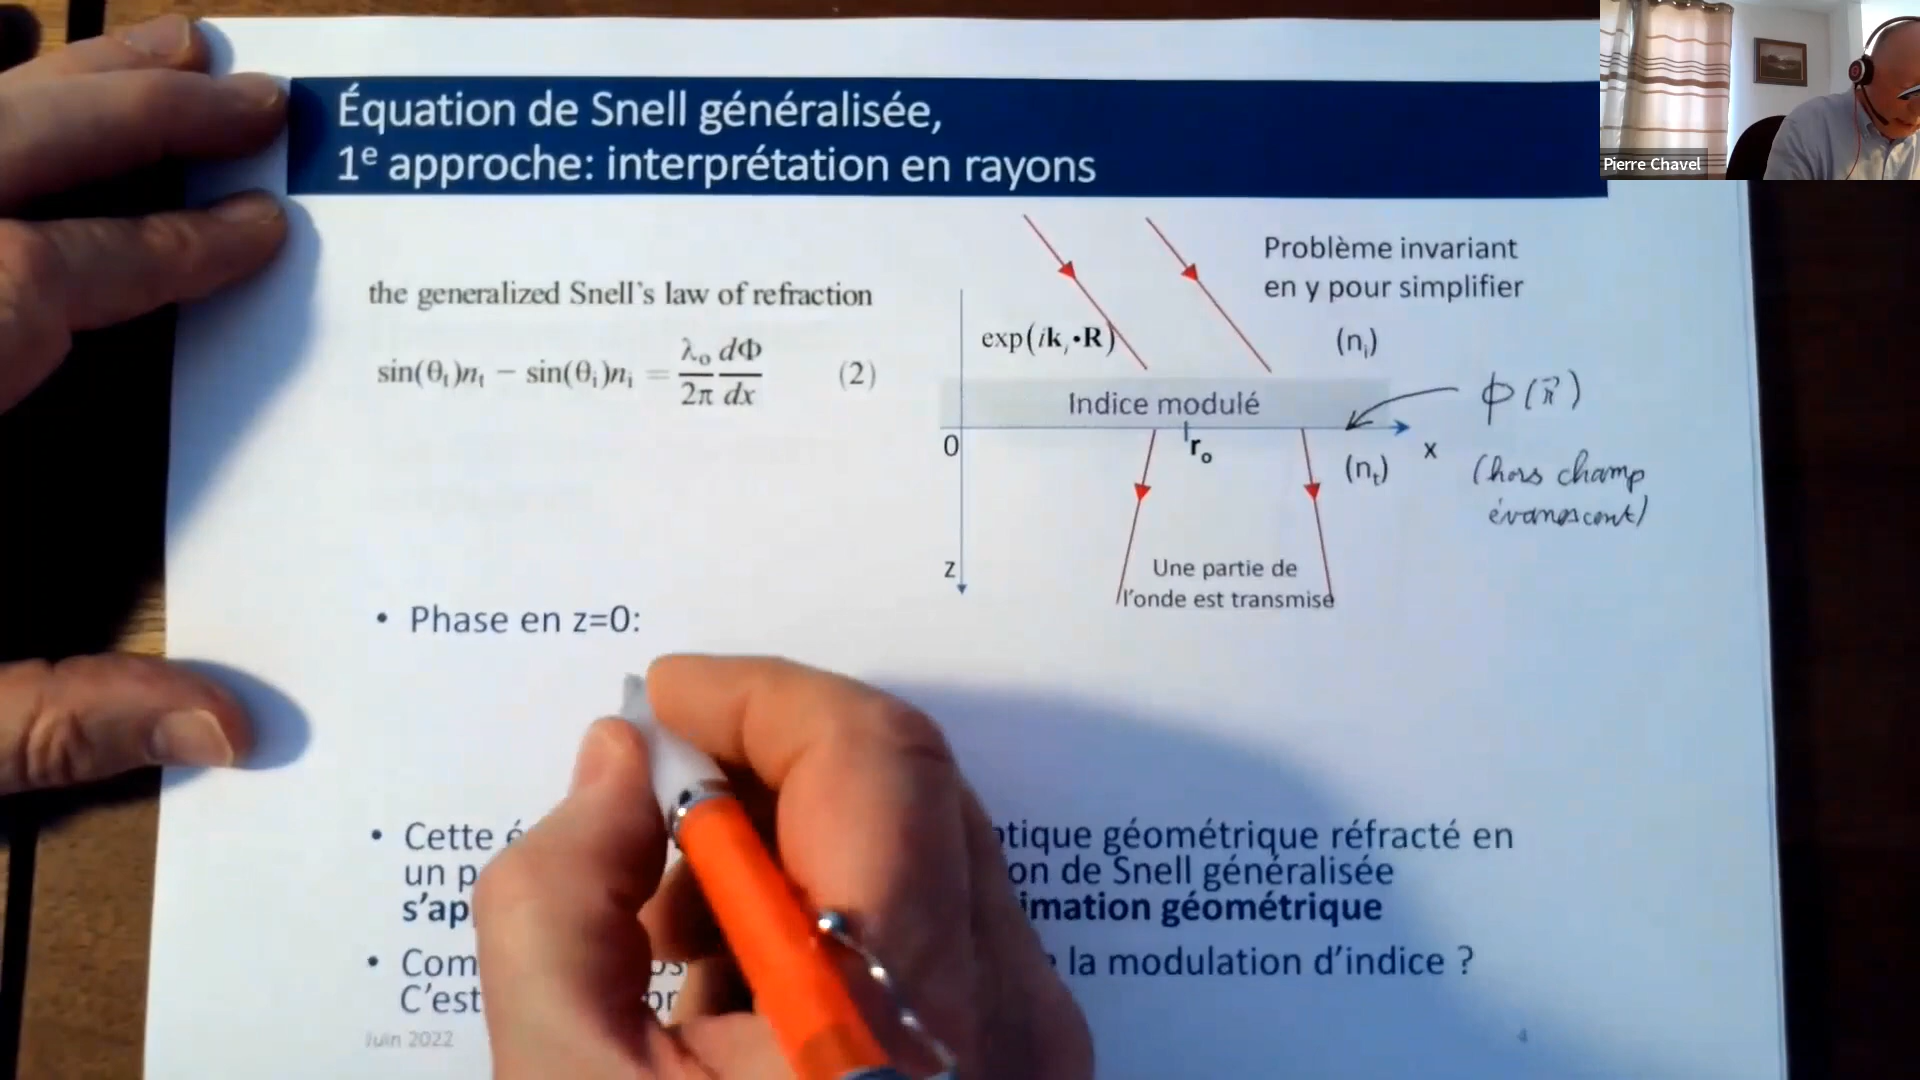 Équation de Snell généralisée,
1e approche: interprétation en rayons
Pierre Chavel
the generalized Snell's law of refraction
sin(θt)nt − sin(θi)ni = λo/2π dΦ/dx (2)
Problème invariant
en y pour simplifier
exp(iki•R)
(ni)
Indice modulé
ϕ(r⃗)
0
ro
(nt)
x
(hors champ
évanescent)
z
Une partie de
l'onde est transmise
• Phase en z=0:
• Cette tique géométrique réfracté en
un on de Snell généralisée
imation géométrique
• la modulation d'indice ?
C'est
Juin 2022
4